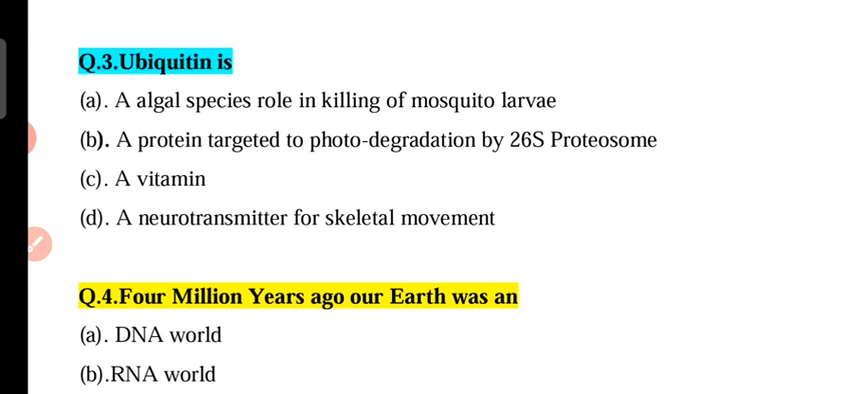 Q.3.Ubiquitin is
(a). A algal species role in killing of mosquito larvae
(b). A protein targeted to photo-degradation by 26S Proteosome
(c). A vitamin
(d). A neurotransmitter for skeletal movement
Q.4.Four Million Years ago our Earth was an
(a). DNA world
(b).RNA world